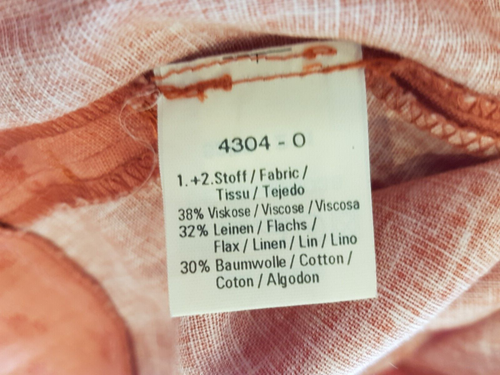 4304 - 0
1.+2.Stoff / Fabric /
Tissu / Tejedo
38% Viskose / Viscose / Viscosa
32% Leinen / Flachs /
Flax / Linen / Lin / Lino
30% Baumwolle / Cotton /
Coton / Algodon